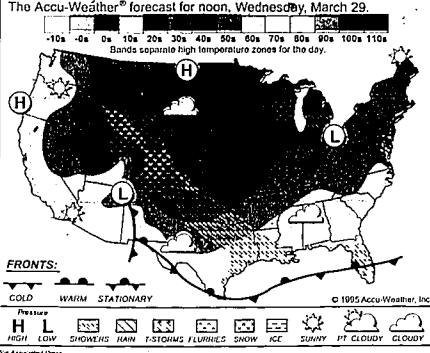 The Accu-Weather® forecast for noon, Wednesday, March 29.
-10s -0s 0s 10s 20s 30s 40s 50s 60s 70s 80s 90s 100s 110s
Bands separate high temperature zones for the day.
H H
L
L
FRONTS:
COLD WARM STATIONARY
© 1995 Accu-Weather, Inc.
Pressure
H L
HIGH LOW SHOWERS RAIN T-STORMS FLURRIES SNOW ICE SUNNY PT CLOUDY CLOUDY